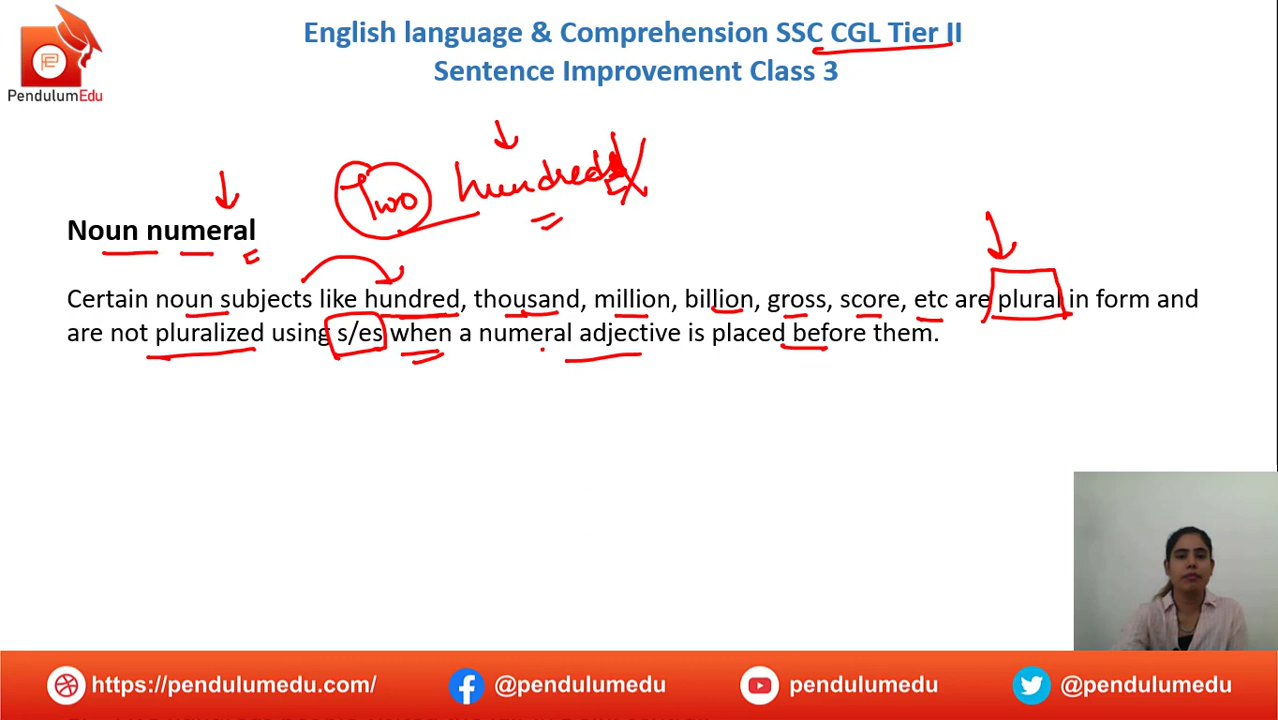 English language & Comprehension SSC CGL Tier II
Sentence Improvement Class 3
PendulumEdu
Two hundreds
Noun numeral
Certain noun subjects like hundred, thousand, million, billion, gross, score, etc are plural in form and
are not pluralized using s/es when a numeral adjective is placed before them.
https://pendulumedu.com/
@pendulumedu
pendulumedu
@pendulumedu